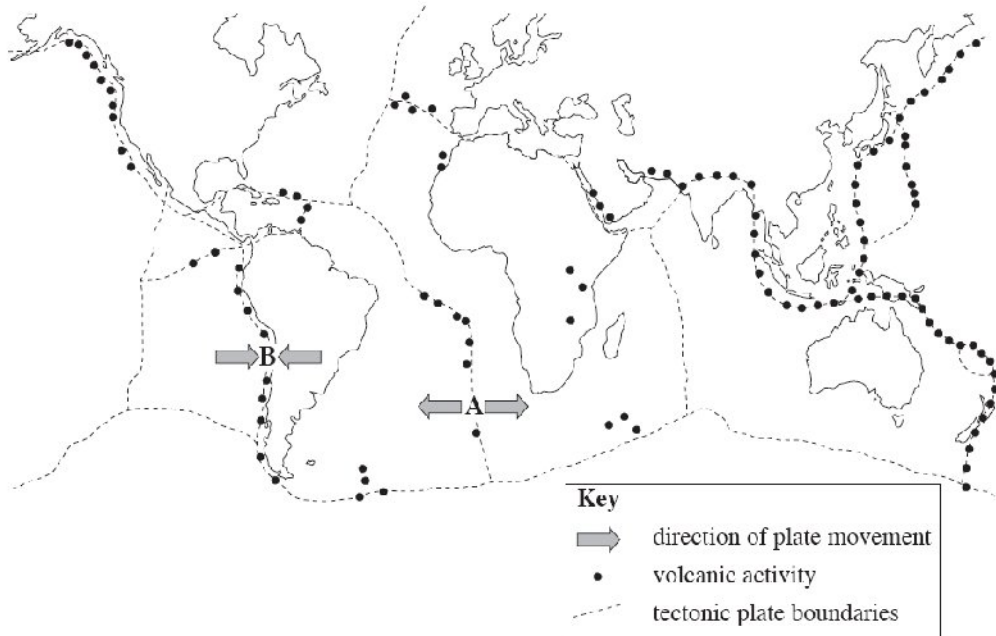 B
A
Key
direction of plate movement
volcanic activity
tectonic plate boundaries